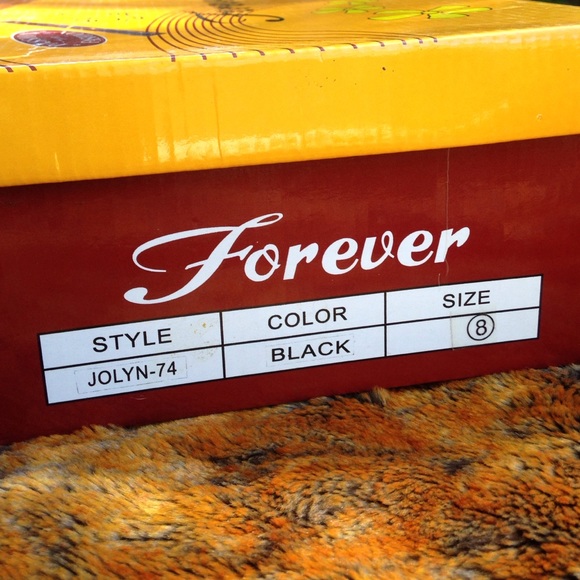 Forever
STYLE COLOR SIZE
JOLYN-74 BLACK 8